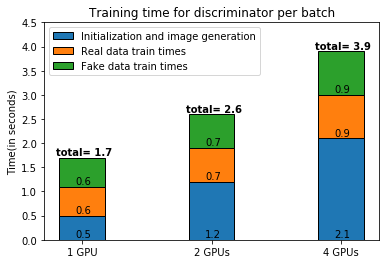 Training time for discriminator per batch
Initialization and image generation
Real data train times
Fake data train times
Time(in seconds)
4.5
4.0
3.5
3.0
2.5
2.0
1.5
1.0
0.5
0.0
total= 1.7
0.6
0.6
0.5
total= 2.6
0.7
0.7
1.2
total= 3.9
0.9
0.9
2.1
1 GPU
2 GPUs
4 GPUs